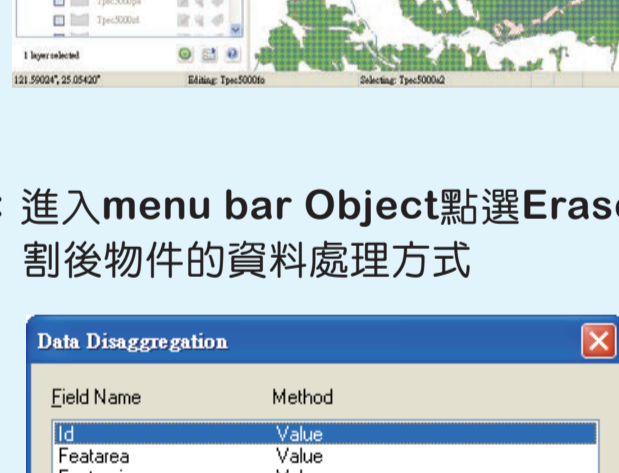 Tpec5000ut
1 layer selected
121.59024°, 25.05420°
Editing: Tpec5000fo
Selecting: Tpec5000s2
: 進入menu bar Object點選Erase
割後物件的資料處理方式
Data Disaggregation
Field Name Method
Id Value
Featarea Value